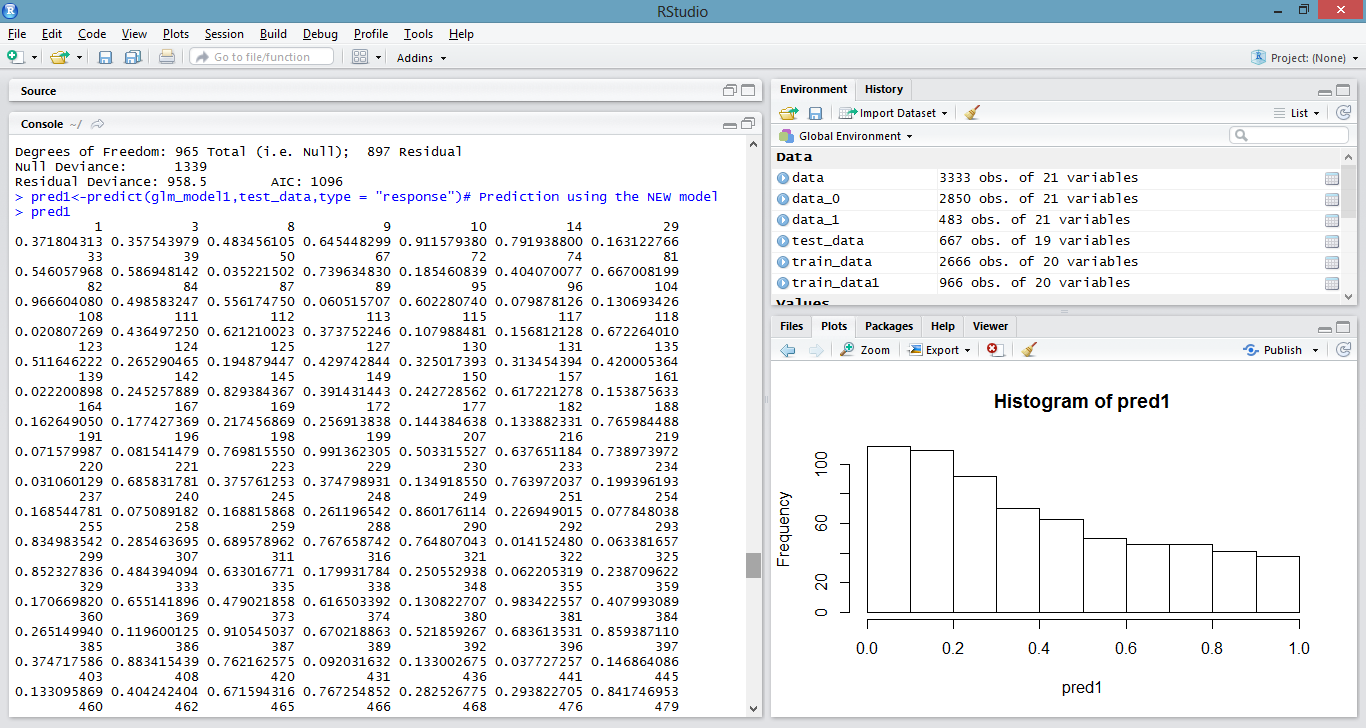 RStudio
File Edit Code View Plots Session Build Debug Profile Tools Help
Go to file/function Addins Project: (None)
Source
Console ~/
Degrees of Freedom: 965 Total (i.e. Null);  897 Residual
Null Deviance:      1339
Residual Deviance: 958.5        AIC: 1096
> pred1<-predict(glm_model1,test_data,type = "response")# Prediction using the NEW model
> pred1
1 3 8 9 10 14 29
0.371804313 0.357543979 0.483456105 0.645448299 0.911579380 0.791938800 0.163122766
33 39 50 67 72 74 81
0.546057968 0.586948142 0.035221502 0.739634830 0.185460839 0.404070077 0.667008199
82 84 87 89 95 96 104
0.966604080 0.498583247 0.556174750 0.060515707 0.602280740 0.079878126 0.130693426
108 111 112 113 115 117 118
0.020807269 0.436497250 0.621210023 0.373752246 0.107988481 0.156812128 0.672264010
123 124 125 127 130 131 135
0.511646222 0.265290465 0.194879447 0.429742844 0.325017393 0.313454394 0.420005364
139 142 145 149 150 157 161
0.022200898 0.245257889 0.829384367 0.391431443 0.242728562 0.617221278 0.153875633
164 167 169 172 177 182 188
0.162649050 0.177427369 0.217456869 0.256913838 0.144384638 0.133882331 0.765984488
191 196 198 199 207 216 219
0.071579987 0.081541479 0.769815550 0.991362305 0.503315527 0.637651184 0.738973972
220 221 223 229 230 233 234
0.031060129 0.685831781 0.375761253 0.374798931 0.134918550 0.763972037 0.199396193
237 240 245 248 249 251 254
0.168544781 0.075089182 0.168815868 0.261196542 0.860176114 0.226949015 0.077848038
255 258 259 288 290 292 293
0.834983542 0.285463695 0.689578962 0.767658742 0.764807043 0.014152480 0.063381657
299 307 311 316 321 322 325
0.852327836 0.484394094 0.633016771 0.179931784 0.250552938 0.062205319 0.238709622
329 333 335 338 348 355 359
0.170669820 0.655141896 0.479021858 0.616503392 0.130822707 0.983422557 0.407993089
360 369 373 374 380 381 384
0.265149940 0.119600125 0.910545037 0.670218863 0.521859267 0.683613531 0.859387110
385 386 387 389 392 396 397
0.374717586 0.883415439 0.762162575 0.092031632 0.133002675 0.037727257 0.146864086
403 408 420 431 436 441 445
0.133095869 0.404242404 0.671594316 0.767254852 0.282526775 0.293822705 0.841746953
460 462 465 466 468 476 479
Environment History
Import Dataset List
Global Environment
Data
data 3333 obs. of 21 variables
data_0 2850 obs. of 21 variables
data_1 483 obs. of 21 variables
test_data 667 obs. of 19 variables
train_data 2666 obs. of 20 variables
train_data1 966 obs. of 20 variables
Values
Files Plots Packages Help Viewer
Zoom Export Publish
Histogram of pred1
Frequency
100
60
20
0
0.0 0.2 0.4 0.6 0.8 1.0
pred1